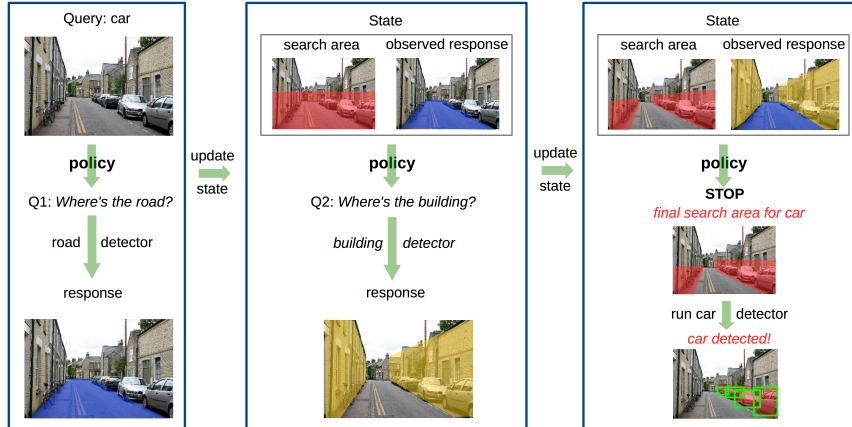 Query: car
policy
Q1: Where's the road?
road detector
response
update
state
State
search area observed response
policy
Q2: Where's the building?
building detector
response
update
state
State
search area observed response
policy
STOP
final search area for car
run car detector
car detected!